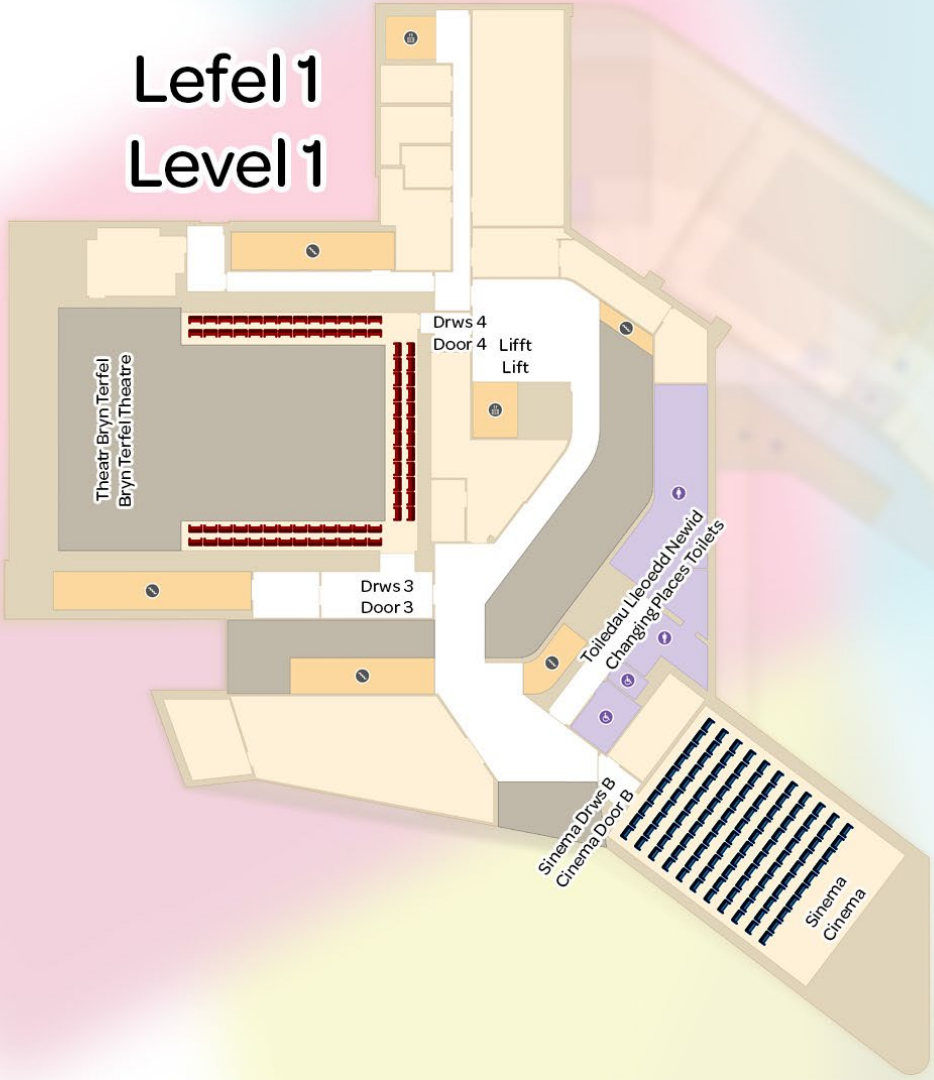 Lefel 1
Level 1
Drws 4
Door 4
Lifft
Lift
Theatr Bryn Terfel
Bryn Terfel Theatre
Drws 3
Door 3
Toiledau Lleoedd Newid
Changing Places Toilets
Sinema Drws B
Cinema Door B
Sinema
Cinema